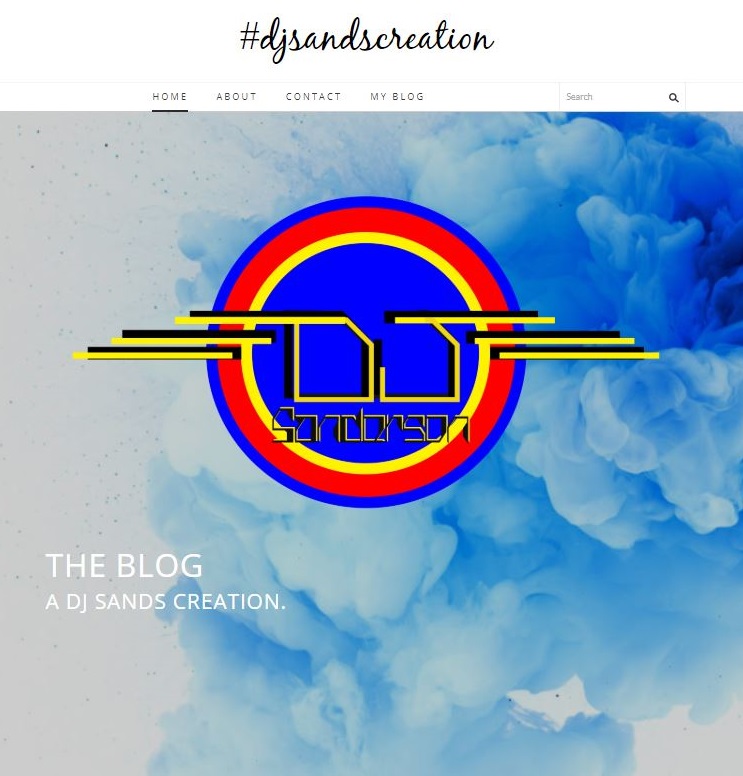 #djsandscreation
HOME ABOUT CONTACT MY BLOG Search
DJ
Sanderson
THE BLOG
A DJ SANDS CREATION.